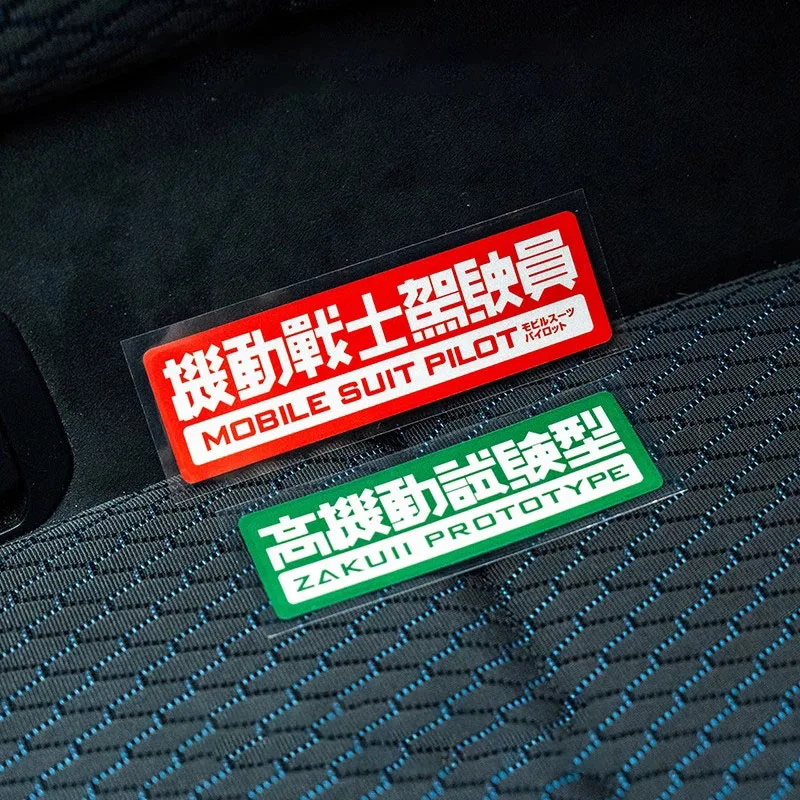 機動戰士駕駛員
MOBILE SUIT PILOT
モビルスーツ
パイロット
高機動試験型
ZAKUII PROTOTYPE